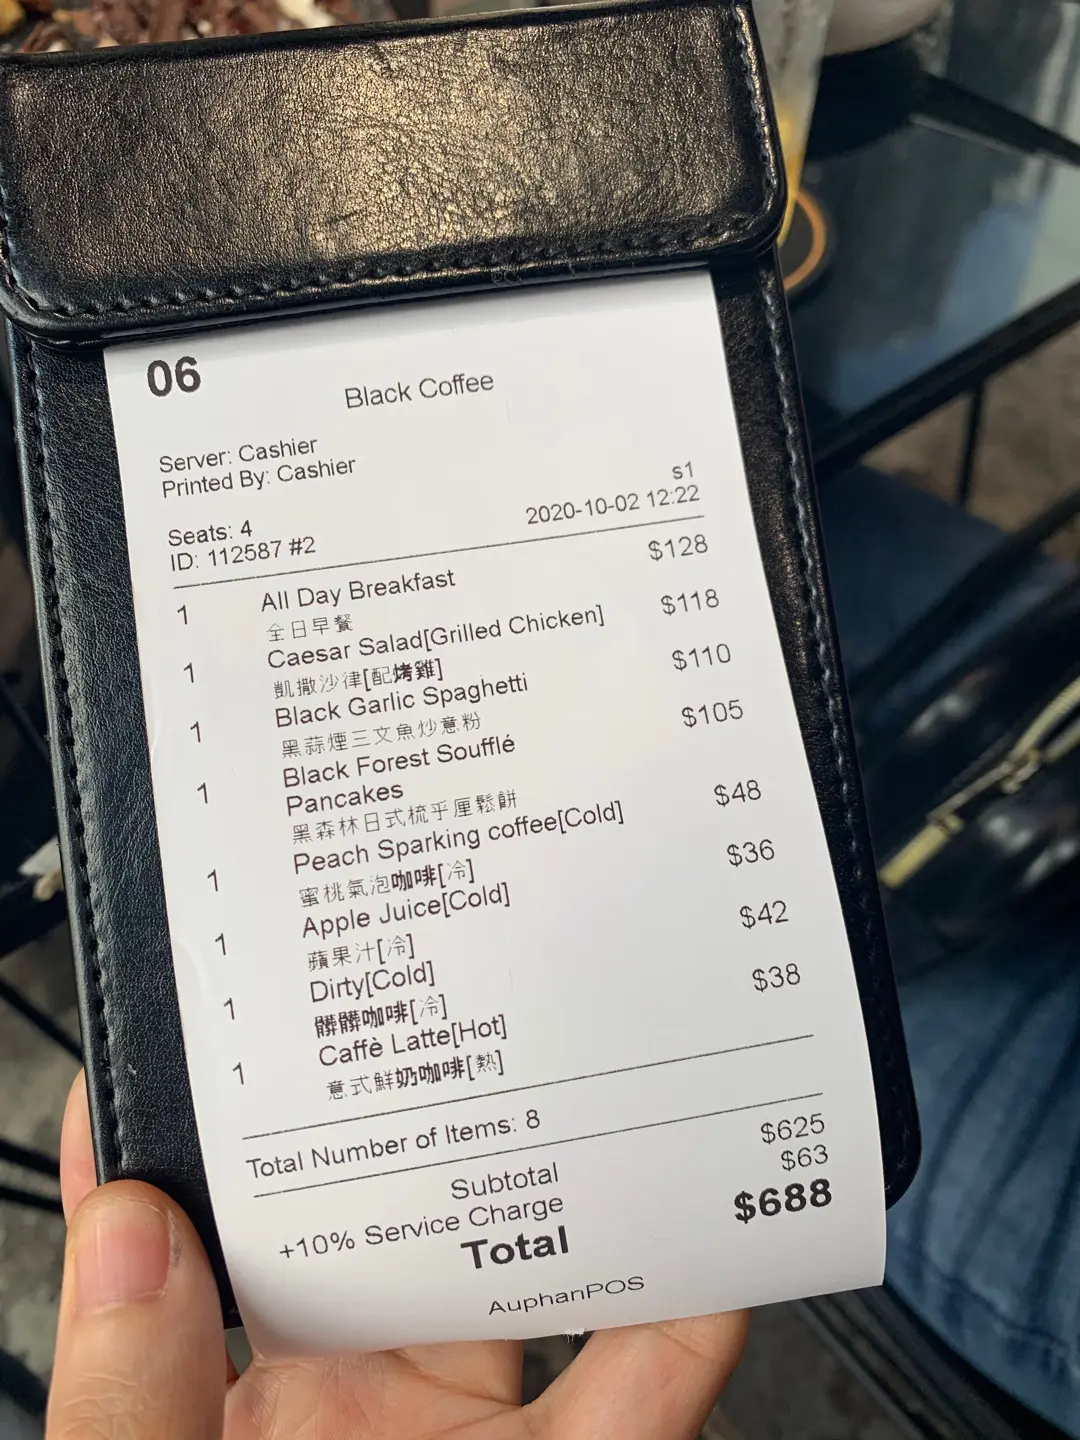 06
Black Coffee
Server: Cashier
Printed By: Cashier
s1
Seats: 4
2020-10-02 12:22
ID: 112587 #2
1 All Day Breakfast $128
全日早餐
1 Caesar Salad[Grilled Chicken] $118
凱撒沙律[配烤雞]
1 Black Garlic Spaghetti $110
黑蒜煙三文魚炒意粉
1 Black Forest Soufflé $105
Pancakes
黑森林日式梳乎厘鬆餅
1 Peach Sparking coffee[Cold] $48
蜜桃氣泡咖啡[冷]
1 Apple Juice[Cold] $36
蘋果汁[冷]
1 Dirty[Cold] $42
髒髒咖啡[冷]
1 Caffè Latte[Hot] $38
意式鮮奶咖啡[熱]
Total Number of Items: 8
Subtotal $625
+10% Service Charge $63
Total $688
AuphanPOS